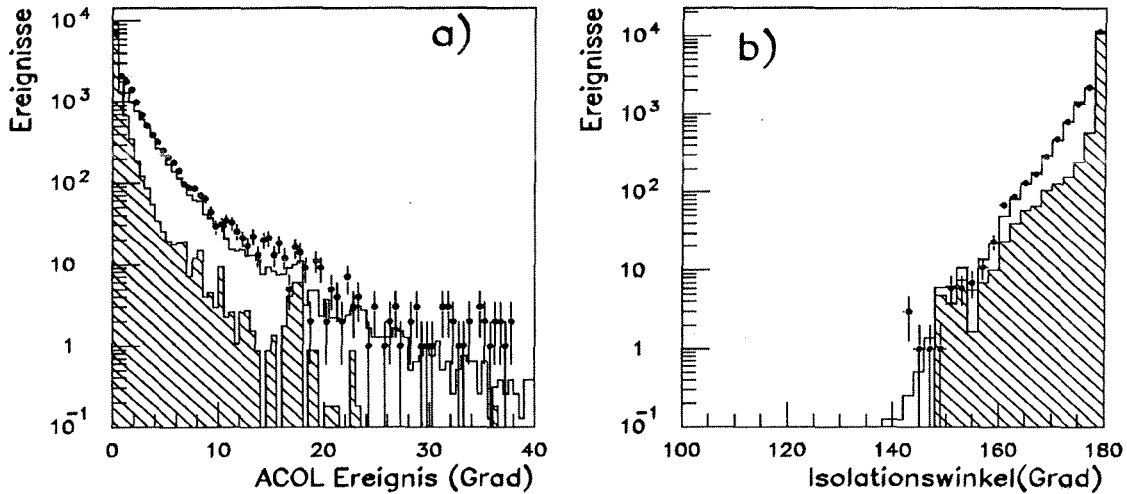 a)
Ereignisse
10^4
10^3
10^2
10
1
10^-1
0 10 20 30 40
ACOL Ereignis (Grad)
b)
Ereignisse
10^4
10^3
10^2
10
1
10^-1
100 120 140 160 180
Isolationswinkel(Grad)